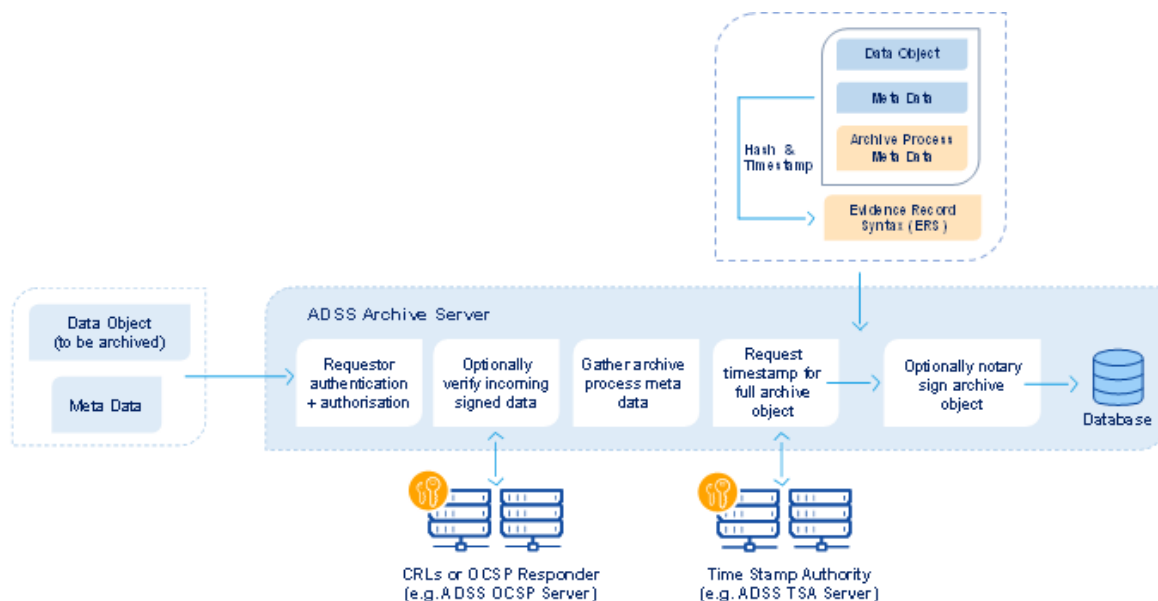 Data Object
Meta Data
Archive Process
Meta Data
Hash &
Timestamp
Evidence Record
Syntax (ERS)
Data Object
(to be archived)
Meta Data
ADSS Archive Server
Requestor
authentication
+ authorisation
Optionally
verify incoming
signed data
Gather archive
process meta
data
Request
timestamp for
full archive
object
Optionally notary
sign archive
object
Database
CRLs or OCSP Responder
(e.g. ADSS OCSP Server)
Time Stamp Authority
(e.g. ADSS TSA Server)